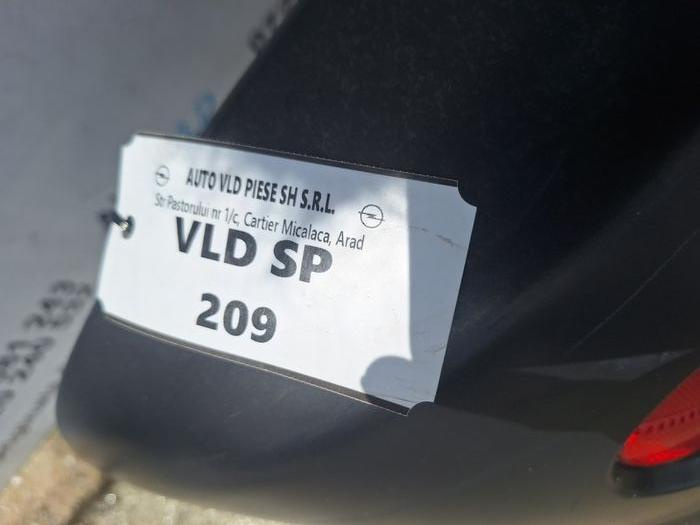 AUTO VLD PIESE SH S.R.L.
Str Pastorului nr 1/c, Cartier Micalaca, Arad
VLD SP
209